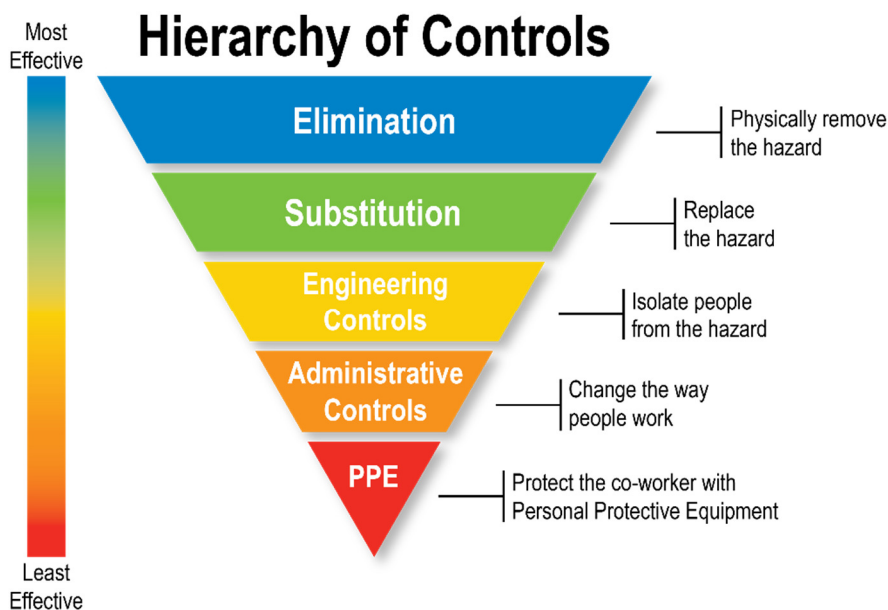 Hierarchy of Controls
Most
Effective
Elimination
Physically remove
the hazard
Substitution
Replace
the hazard
Engineering
Controls
Isolate people
from the hazard
Administrative
Controls
Change the way
people work
PPE
Protect the co-worker with
Personal Protective Equipment
Least
Effective